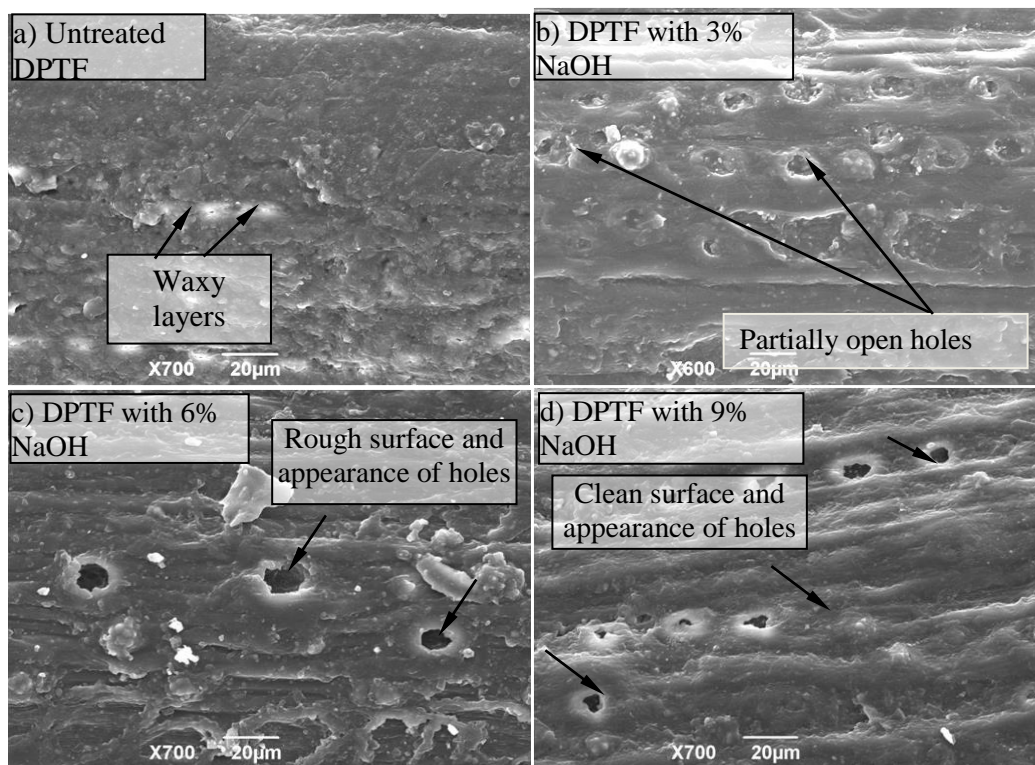 a) Untreated
DPTF
Waxy
layers
X700 20μm
b) DPTF with 3%
NaOH
Partially open holes
X600 20μm
c) DPTF with 6%
NaOH
Rough surface and
appearance of holes
X700 20μm
d) DPTF with 9%
NaOH
Clean surface and
appearance of holes
X700 20μm